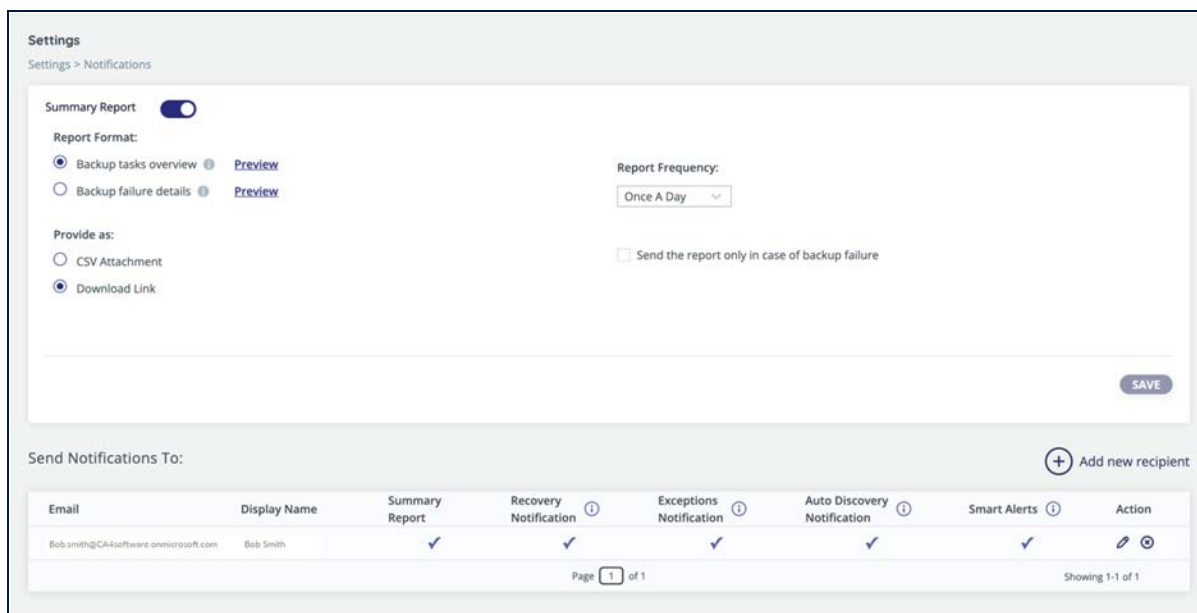 Settings
Settings > Notifications
Summary Report
Report Format:
Backup tasks overview Preview
Backup failure details Preview
Report Frequency:
Once A Day
Provide as:
CSV Attachment
Download Link
Send the report only in case of backup failure
SAVE
Send Notifications To:
Add new recipient
Email Display Name Summary Report Recovery Notification Exceptions Notification Auto Discovery Notification Smart Alerts Action
Bob.smith@CA4software.onmicrosoft.com Bob Smith
Page 1 of 1
Showing 1-1 of 1